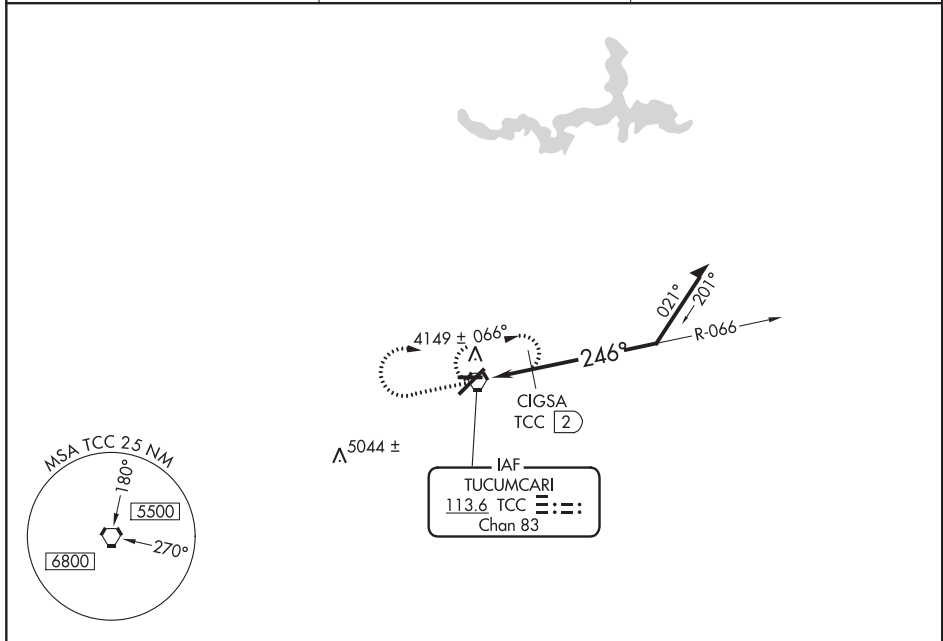 021°
201°
R-066
4149 ± 066°
246°
CIGSA
TCC 2
5044 ±
IAF
TUCUMCARI
113.6 TCC
Chan 83
MSA TCC 25 NM
180°
5500
270°
6800